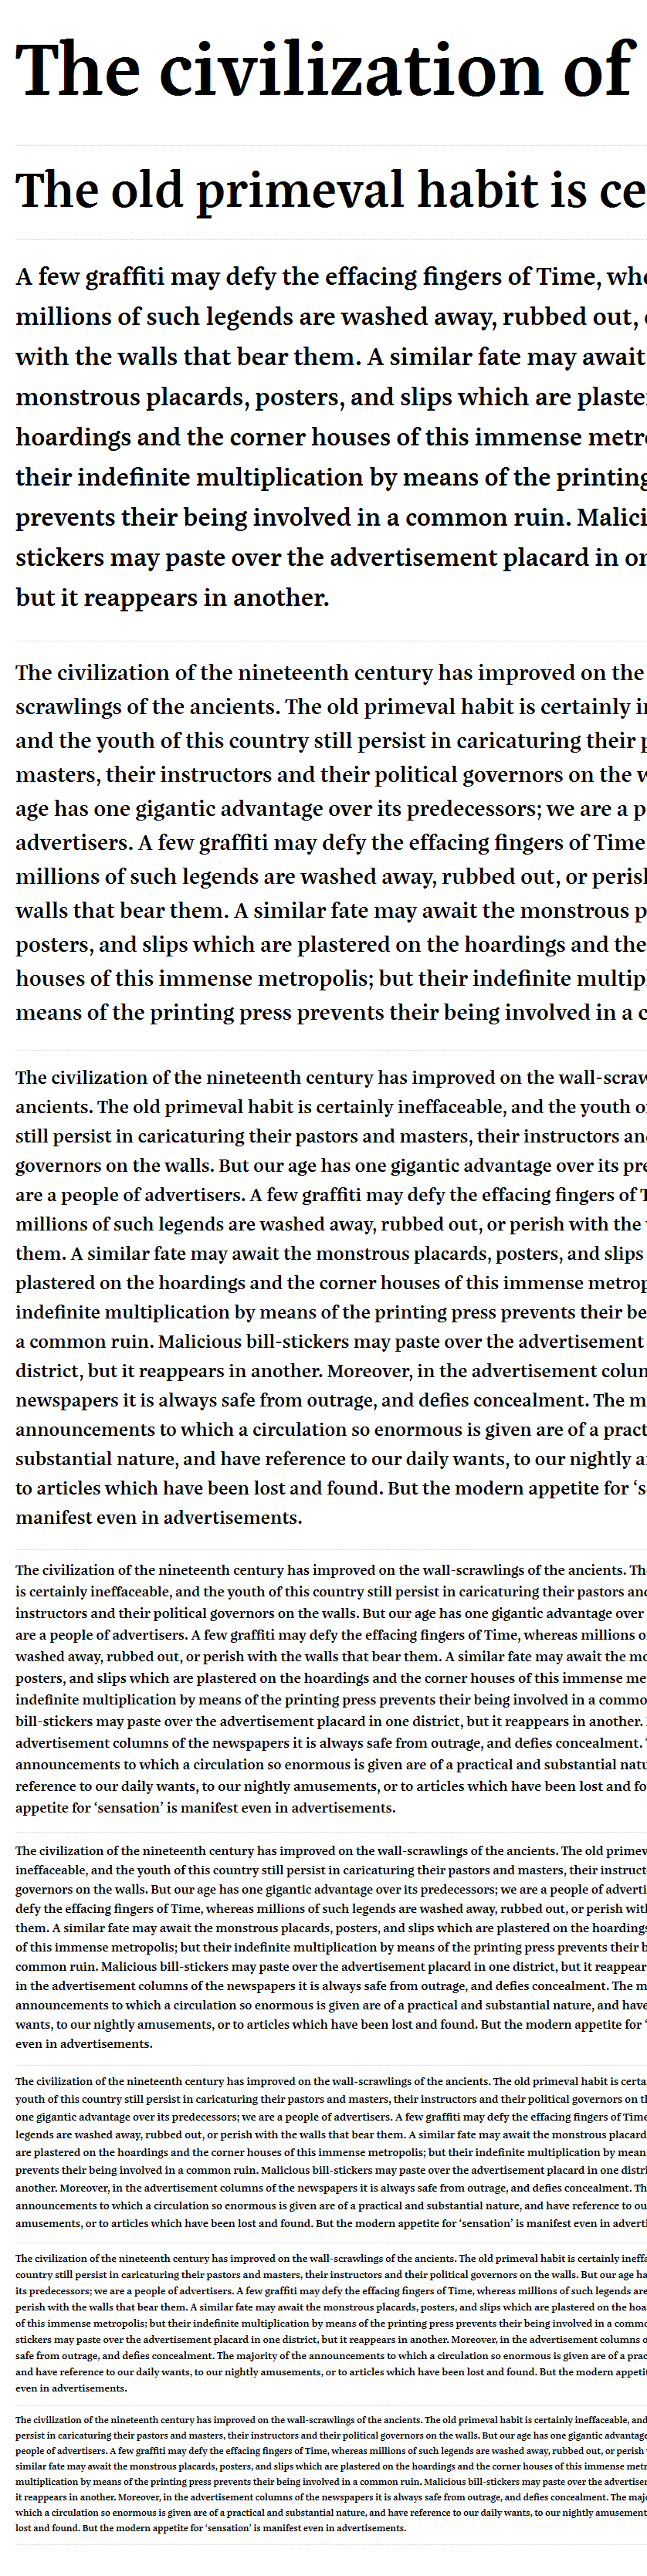 The civilization of
The old primeval habit is ce
A few graffiti may defy the effacing fingers of Time, whe
millions of such legends are washed away, rubbed out,
with the walls that bear them. A similar fate may await
monstrous placards, posters, and slips which are plaste
hoardings and the corner houses of this immense metr
their indefinite multiplication by means of the printing
prevents their being involved in a common ruin. Malici
stickers may paste over the advertisement placard in on
but it reappears in another.
The civilization of the nineteenth century has improved on the
scrawlings of the ancients. The old primeval habit is certainly in
and the youth of this country still persist in caricaturing their p
masters, their instructors and their political governors on the w
age has one gigantic advantage over its predecessors; we are a p
advertisers. A few graffiti may defy the effacing fingers of Time
millions of such legends are washed away, rubbed out, or perish
walls that bear them. A similar fate may await the monstrous p
posters, and slips which are plastered on the hoardings and the
houses of this immense metropolis; but their indefinite multip
means of the printing press prevents their being involved in a c
The civilization of the nineteenth century has improved on the wall-scraw
ancients. The old primeval habit is certainly ineffaceable, and the youth o
still persist in caricaturing their pastors and masters, their instructors an
governors on the walls. But our age has one gigantic advantage over its pre
are a people of advertisers. A few graffiti may defy the effacing fingers of T
millions of such legends are washed away, rubbed out, or perish with the
them. A similar fate may await the monstrous placards, posters, and slips
plastered on the hoardings and the corner houses of this immense metrop
indefinite multiplication by means of the printing press prevents their be
a common ruin. Malicious bill-stickers may paste over the advertisement
district, but it reappears in another. Moreover, in the advertisement colum
newspapers it is always safe from outrage, and defies concealment. The m
announcements to which a circulation so enormous is given are of a pract
substantial nature, and have reference to our daily wants, to our nightly a
to articles which have been lost and found. But the modern appetite for ‘s
manifest even in advertisements.
The civilization of the nineteenth century has improved on the wall-scrawlings of the ancients. Th
is certainly ineffaceable, and the youth of this country still persist in caricaturing their pastors and
instructors and their political governors on the walls. But our age has one gigantic advantage over
are a people of advertisers. A few graffiti may defy the effacing fingers of Time, whereas millions o
washed away, rubbed out, or perish with the walls that bear them. A similar fate may await the mo
posters, and slips which are plastered on the hoardings and the corner houses of this immense me
indefinite multiplication by means of the printing press prevents their being involved in a commo
bill-stickers may paste over the advertisement placard in one district, but it reappears in another.
advertisement columns of the newspapers it is always safe from outrage, and defies concealment.
announcements to which a circulation so enormous is given are of a practical and substantial natu
reference to our daily wants, to our nightly amusements, or to articles which have been lost and fo
appetite for ‘sensation’ is manifest even in advertisements.
The civilization of the nineteenth century has improved on the wall-scrawlings of the ancients. The old primev
ineffaceable, and the youth of this country still persist in caricaturing their pastors and masters, their instruct
governors on the walls. But our age has one gigantic advantage over its predecessors; we are a people of adverti
defy the effacing fingers of Time, whereas millions of such legends are washed away, rubbed out, or perish with
them. A similar fate may await the monstrous placards, posters, and slips which are plastered on the hoardings
of this immense metropolis; but their indefinite multiplication by means of the printing press prevents their b
common ruin. Malicious bill-stickers may paste over the advertisement placard in one district, but it reappear
in the advertisement columns of the newspapers it is always safe from outrage, and defies concealment. The m
announcements to which a circulation so enormous is given are of a practical and substantial nature, and have
wants, to our nightly amusements, or to articles which have been lost and found. But the modern appetite for ‘
even in advertisements.
The civilization of the nineteenth century has improved on the wall-scrawlings of the ancients. The old primeval habit is certa
youth of this country still persist in caricaturing their pastors and masters, their instructors and their political governors on th
one gigantic advantage over its predecessors; we are a people of advertisers. A few graffiti may defy the effacing fingers of Time
legends are washed away, rubbed out, or perish with the walls that bear them. A similar fate may await the monstrous placard
are plastered on the hoardings and the corner houses of this immense metropolis; but their indefinite multiplication by mean
prevents their being involved in a common ruin. Malicious bill-stickers may paste over the advertisement placard in one distri
another. Moreover, in the advertisement columns of the newspapers it is always safe from outrage, and defies concealment. Th
announcements to which a circulation so enormous is given are of a practical and substantial nature, and have reference to ou
amusements, or to articles which have been lost and found. But the modern appetite for ‘sensation’ is manifest even in adverti
The civilization of the nineteenth century has improved on the wall-scrawlings of the ancients. The old primeval habit is certainly ineffa
country still persist in caricaturing their pastors and masters, their instructors and their political governors on the walls. But our age ha
its predecessors; we are a people of advertisers. A few graffiti may defy the effacing fingers of Time, whereas millions of such legends are
perish with the walls that bear them. A similar fate may await the monstrous placards, posters, and slips which are plastered on the hoa
of this immense metropolis; but their indefinite multiplication by means of the printing press prevents their being involved in a commo
stickers may paste over the advertisement placard in one district, but it reappears in another. Moreover, in the advertisement columns o
safe from outrage, and defies concealment. The majority of the announcements to which a circulation so enormous is given are of a prac
and have reference to our daily wants, to our nightly amusements, or to articles which have been lost and found. But the modern appetit
even in advertisements.
The civilization of the nineteenth century has improved on the wall-scrawlings of the ancients. The old primeval habit is certainly ineffaceable, and
persist in caricaturing their pastors and masters, their instructors and their political governors on the walls. But our age has one gigantic advantage
people of advertisers. A few graffiti may defy the effacing fingers of Time, whereas millions of such legends are washed away, rubbed out, or perish
similar fate may await the monstrous placards, posters, and slips which are plastered on the hoardings and the corner houses of this immense metr
multiplication by means of the printing press prevents their being involved in a common ruin. Malicious bill-stickers may paste over the advertisem
it reappears in another. Moreover, in the advertisement columns of the newspapers it is always safe from outrage, and defies concealment. The majo
which a circulation so enormous is given are of a practical and substantial nature, and have reference to our daily wants, to our nightly amusement
lost and found. But the modern appetite for ‘sensation’ is manifest even in advertisements.